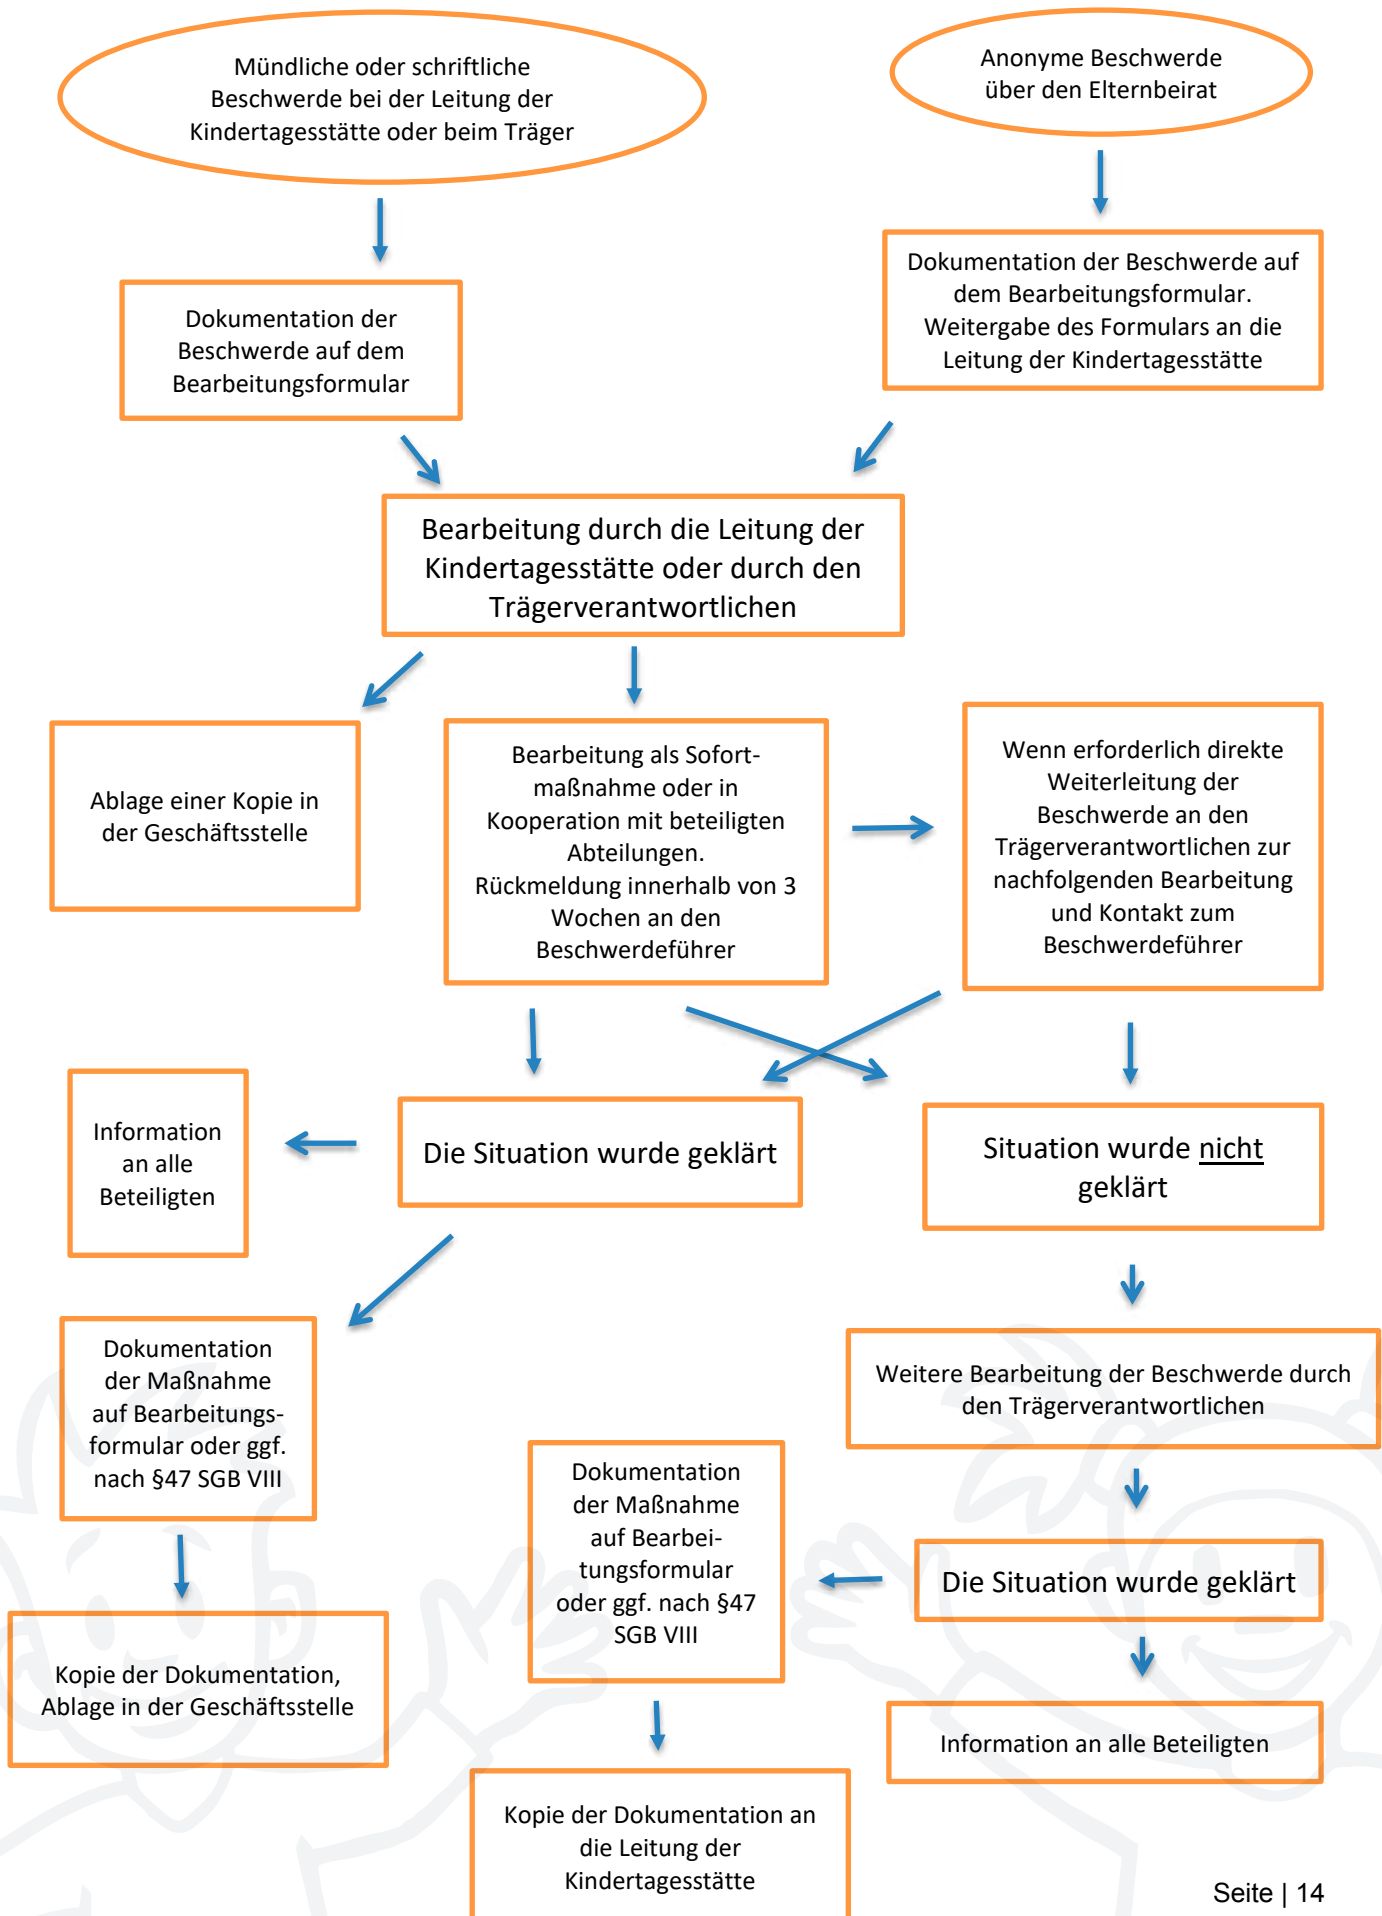 Mündliche oder schriftliche
Beschwerde bei der Leitung der
Kindertagesstätte oder beim Träger
Anonyme Beschwerde
über den Elternbeirat
Dokumentation der
Beschwerde auf dem
Bearbeitungsformular
Dokumentation der Beschwerde auf
dem Bearbeitungsformular.
Weitergabe des Formulars an die
Leitung der Kindertagesstätte
Bearbeitung durch die Leitung der
Kindertagesstätte oder durch den
Trägerverantwortlichen
Ablage einer Kopie in
der Geschäftsstelle
Bearbeitung als Sofort-
maßnahme oder in
Kooperation mit beteiligten
Abteilungen.
Rückmeldung innerhalb von 3
Wochen an den
Beschwerdeführer
Wenn erforderlich direkte
Weiterleitung der
Beschwerde an den
Trägerverantwortlichen zur
nachfolgenden Bearbeitung
und Kontakt zum
Beschwerdeführer
Information
an alle
Beteiligten
Die Situation wurde geklärt
Situation wurde nicht
geklärt
Dokumentation
der Maßnahme
auf Bearbeitungs-
formular oder ggf.
nach §47 SGB VIII
Weitere Bearbeitung der Beschwerde durch
den Trägerverantwortlichen
Dokumentation
der Maßnahme
auf Bearbei-
tungsformular
oder ggf. nach §47
SGB VIII
Die Situation wurde geklärt
Kopie der Dokumentation,
Ablage in der Geschäftsstelle
Information an alle Beteiligten
Kopie der Dokumentation an
die Leitung der
Kindertagesstätte
Seite | 14